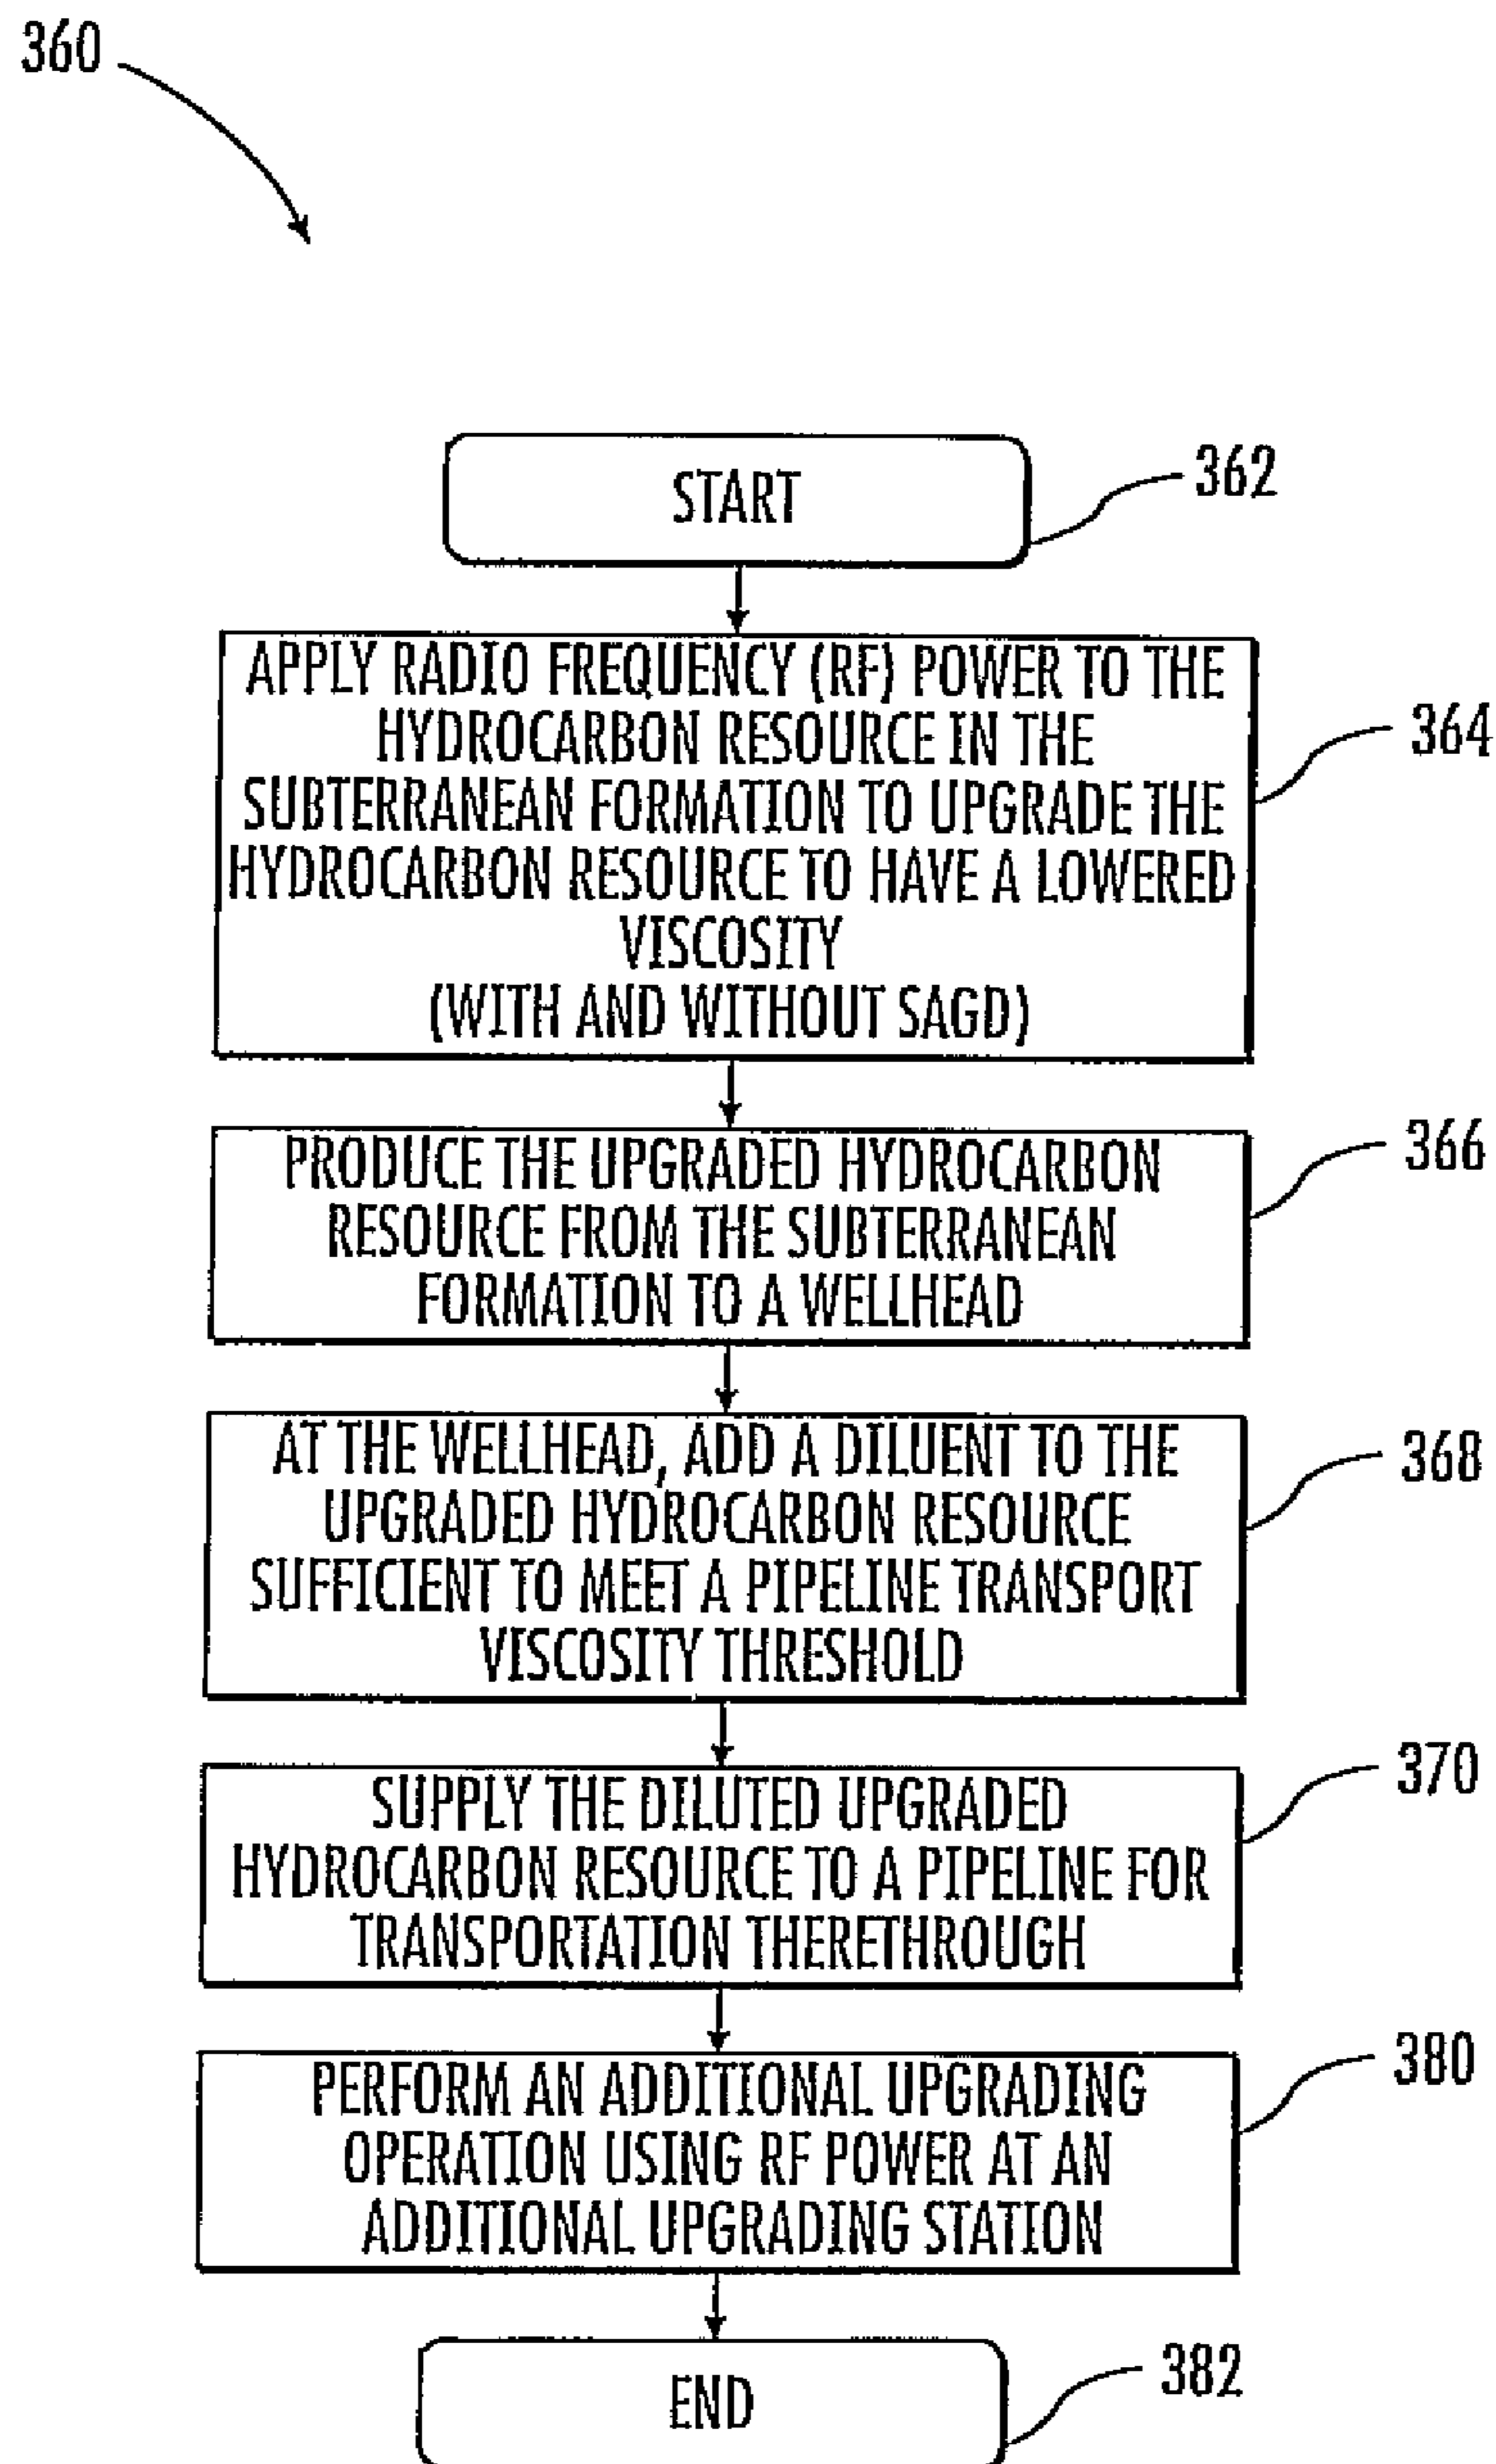 360
START
362
APPLY RADIO FREQUENCY (RF) POWER TO THE
HYDROCARBON RESOURCE IN THE
SUBTERRANEAN FORMATION TO UPGRADE THE
HYDROCARBON RESOURCE TO HAVE A LOWERED
VISCOSITY
(WITH AND WITHOUT SAGD)
364
PRODUCE THE UPGRADED HYDROCARBON
RESOURCE FROM THE SUBTERRANEAN
FORMATION TO A WELLHEAD
366
AT THE WELLHEAD, ADD A DILUENT TO THE
UPGRADED HYDROCARBON RESOURCE
SUFFICIENT TO MEET A PIPELINE TRANSPORT
VISCOSITY THRESHOLD
368
SUPPLY THE DILUTED UPGRADED
HYDROCARBON RESOURCE TO A PIPELINE FOR
TRANSPORTATION THERETHROUGH
370
PERFORM AN ADDITIONAL UPGRADING
OPERATION USING RF POWER AT AN
ADDITIONAL UPGRADING STATION
380
END
382